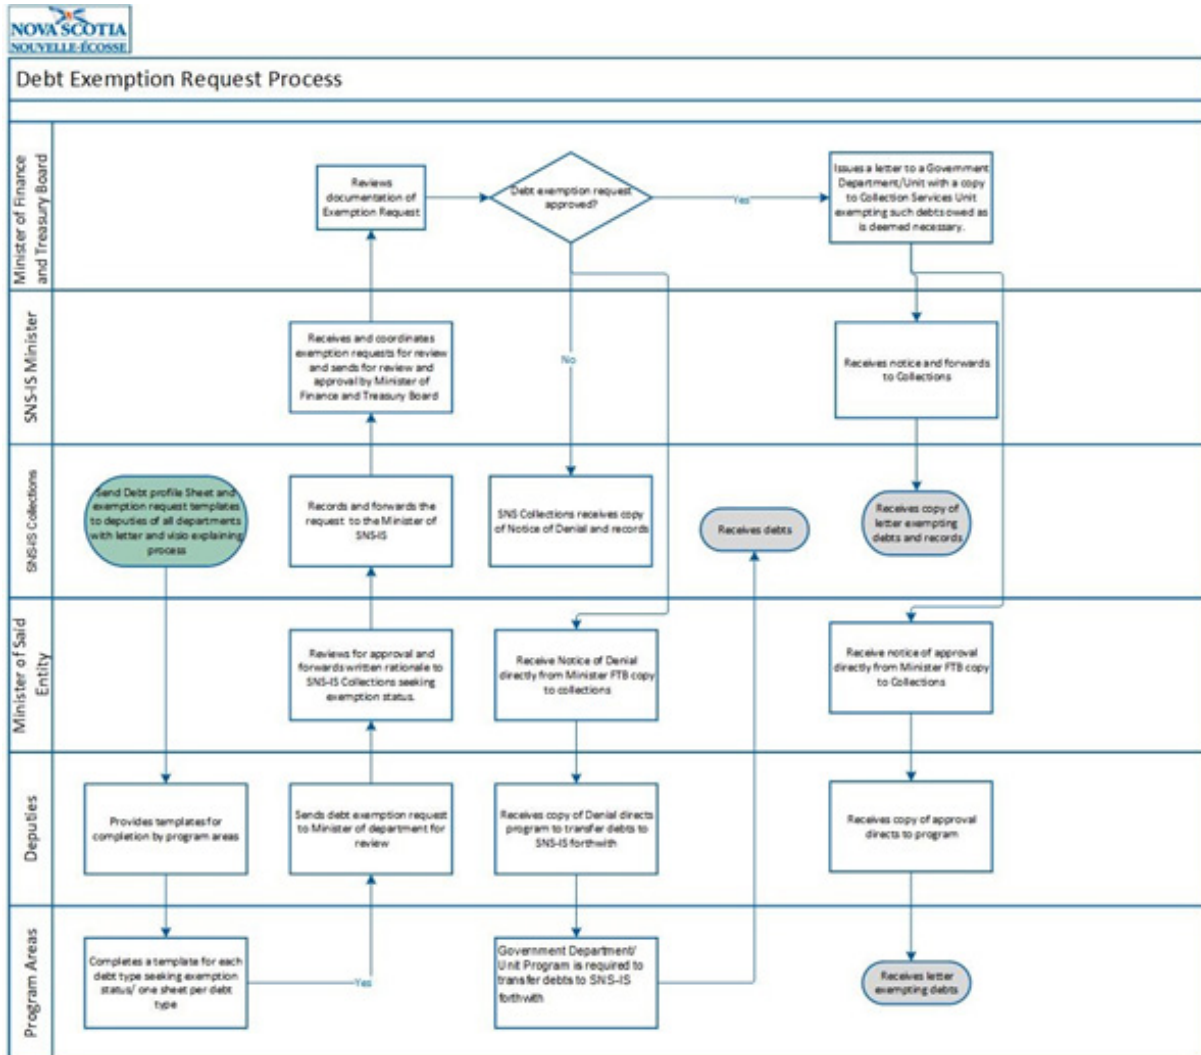 NOVA SCOTIA
NOUVELLE-ÉCOSSE
Debt Exemption Request Process
Minister of Finance
and Treasury Board
Reviews
documentation of
Exemption Request
Debt exemption request
approved?
Yes
Issues a letter to a Government
Department/Unit with a copy
to Collection Services Unit
exempting such debts owed as
is deemed necessary.
SNS-IS Minister
Receives and coordinates
exemption requests for review
and sends for review and
approval by Minister of
Finance and Treasury Board
No
Receives notice and forwards
to Collections
SNS-IS Collections
Send Debt profile Sheet and
exemption request templates
to deputies of all departments
with letter and visio explaining
process
Records and forwards the
request to the Minister of
SNS-IS
SNS Collections receives copy
of Notice of Denial and records
Receives debts
Receives copy of
letter exempting
debts and records
Minister of Said
Entity
Reviews for approval and
forwards written rationale to
SNS-IS Collections seeking
exemption status.
Receive Notice of Denial
directly from Minister FTB copy
to collections
Receive notice of approval
directly from Minister FTB copy
to Collections
Deputies
Provides templates for
completion by program areas
Sends debt exemption request
to Minister of department for
review
Receives copy of Denial directs
program to transfer debts to
SNS-IS forthwith
Receives copy of approval
directs to program
Program Areas
Completes a template for each
debt type seeking exemption
status/ one sheet per debt
type
Yes
Government Department/
Unit Program is required to
transfer debts to SNS-IS
forthwith
Receives letter
exempting debts